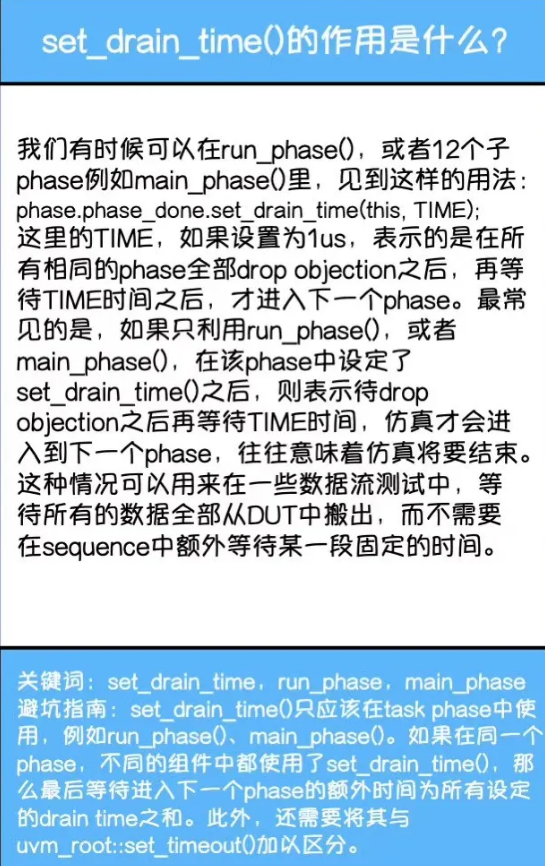 set_drain_time()的作用是什么？
我们有时候可以在run_phase()，或者12个子
phase例如main_phase()里，见到这样的用法：
phase.phase_done.set_drain_time(this, TIME);
这里的TIME，如果设置为1us，表示的是在所
有相同的phase全部drop objection之后，再等
待TIME时间之后，才进入下一个phase。最常
见的是，如果只利用run_phase()，或者
main_phase()，在该phase中设定了
set_drain_time()之后，则表示待drop
objection之后再等待TIME时间，仿真才会进
入到下一个phase，往往意味着仿真将要结束。
这种情况可以用来在一些数据流测试中，等
待所有的数据全部从DUT中搬出，而不需要
在sequence中额外等待某一段固定的时间。
关键词：set_drain_time，run_phase，main_phase
避坑指南：set_drain_time()只应该在task phase中使
用，例如run_phase()、main_phase()。如果在同一个
phase，不同的组件中都使用了set_drain_time()，那
么最后等待进入下一个phase的额外时间为所有设定
的drain time之和。此外，还需要将其与
uvm_root::set_timeout()加以区分。